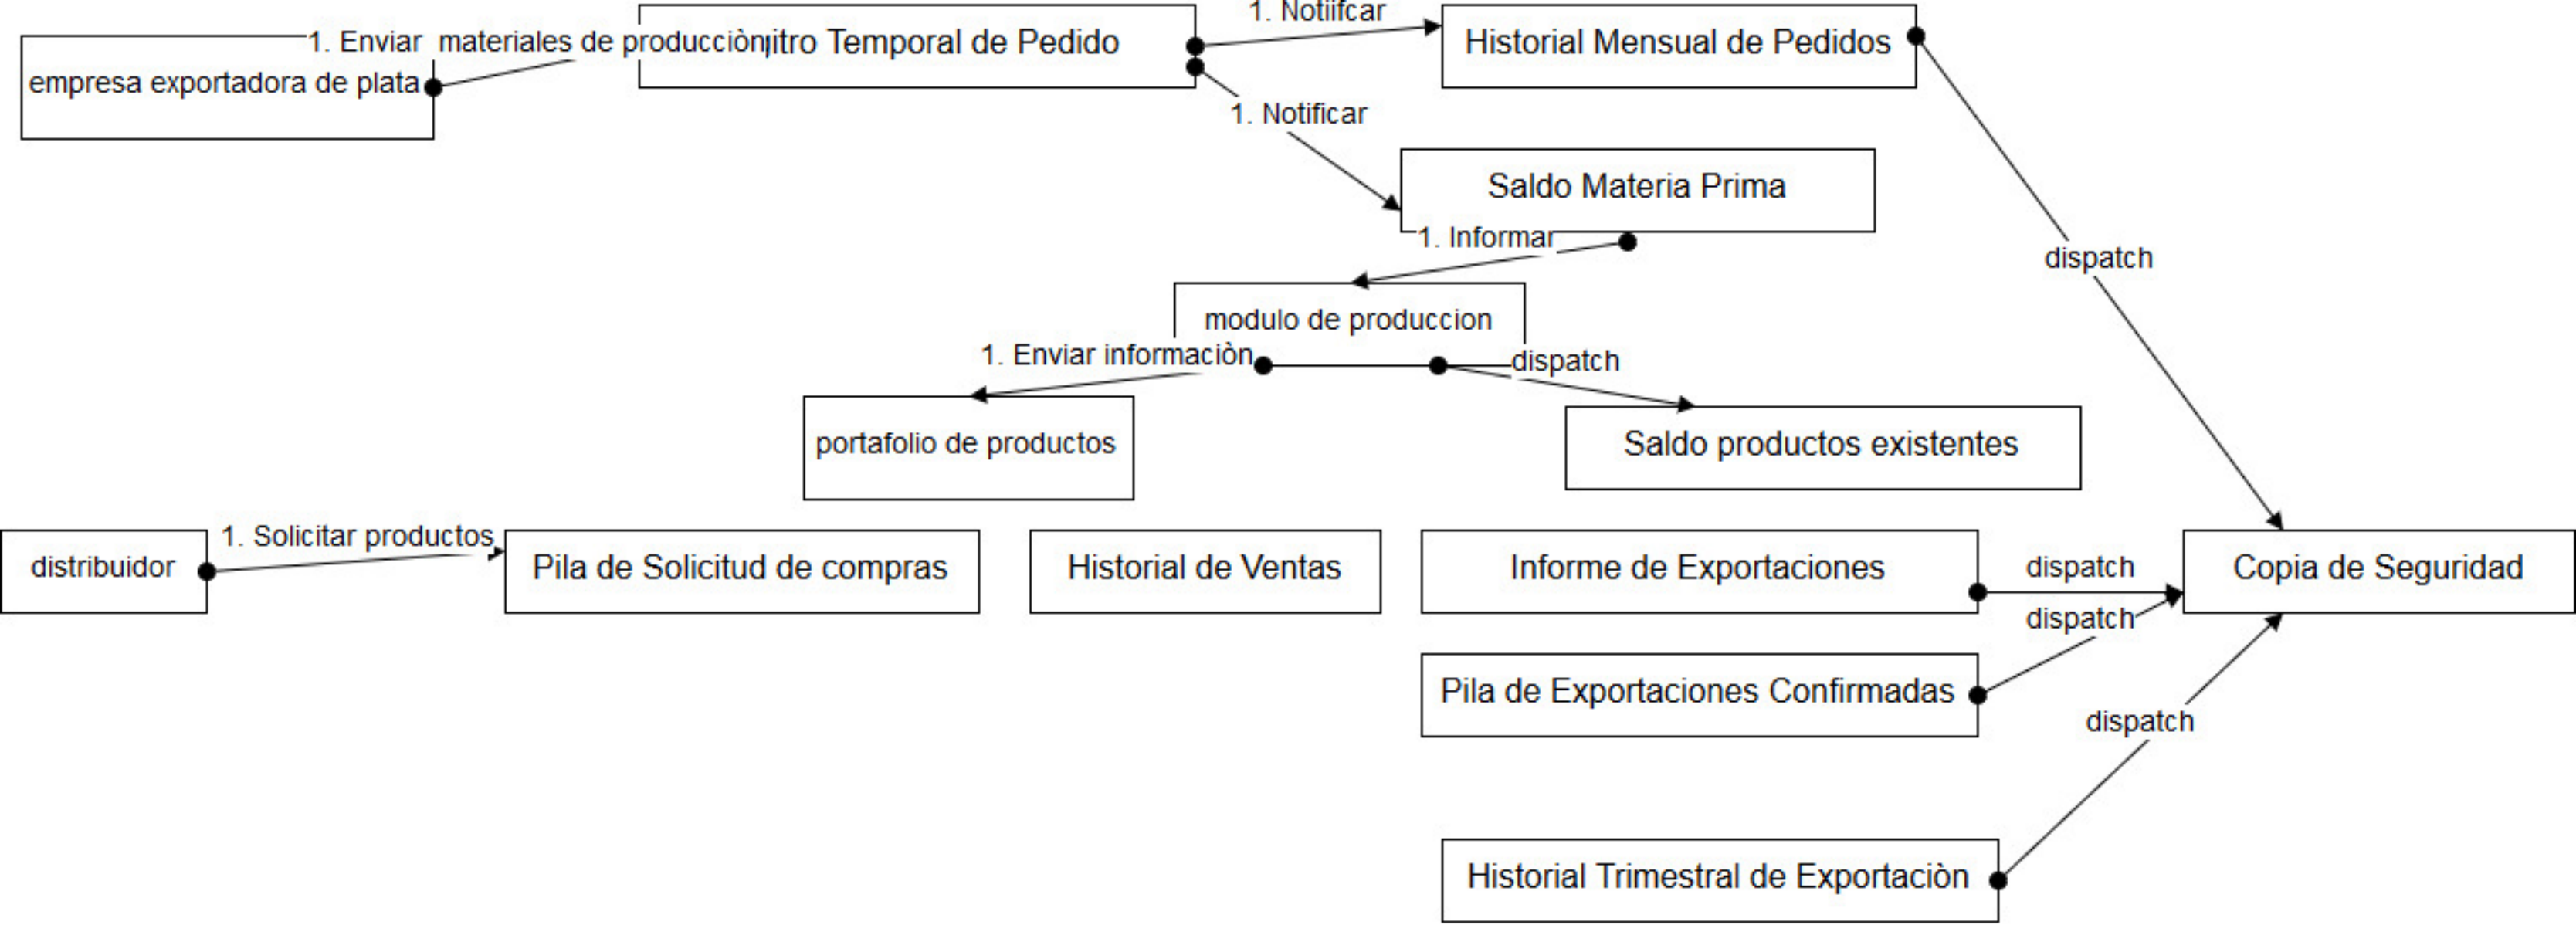 1. Notiifcar
1. Enviar materiales de producciòn
itro Temporal de Pedido
Historial Mensual de Pedidos
empresa exportadora de plata
1. Notificar
Saldo Materia Prima
1. Informar
dispatch
modulo de produccion
1. Enviar informaciòn
dispatch
portafolio de productos
Saldo productos existentes
1. Solicitar productos
distribuidor
Pila de Solicitud de compras
Historial de Ventas
Informe de Exportaciones
dispatch
Copia de Seguridad
dispatch
Pila de Exportaciones Confirmadas
dispatch
Historial Trimestral de Exportaciòn